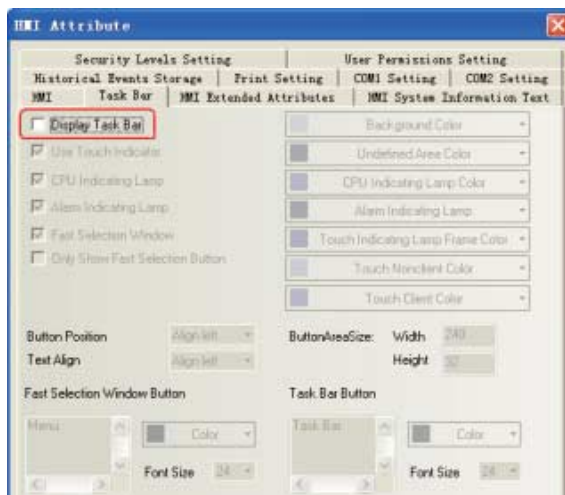 HMI Attribute
Security Levels Setting User Permissions Setting
Historical Events Storage Print Setting COM1 Setting COM2 Setting
HMI Task Bar HMI Extended Attributes HMI System Information Text
Display Task Bar Background Color
Use Touch Indicator Undefined Area Color
CPU Indicating Lamp CPU Indicating Lamp Color
Alarm Indicating Lamp Alarm Indicating Lamp
Fast Selection Window Touch Indicating Lamp Frame Color
Only Show Fast Selection Button Touch Nonclient Color
Touch Client Color
Button Position Align left ButtonAreaSize: Width 240
Text Align Align left Height 32
Fast Selection Window Button Task Bar Button
Menu Color Task Bar Color
Font Size 24 Font Size 24